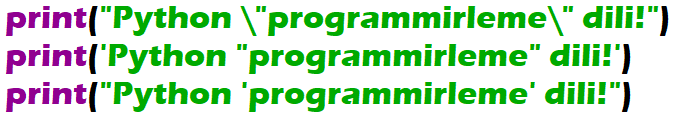 print("Python \"programmirleme\" dili!")
print('Python "programmirleme" dili!')
print("Python 'programmirleme' dili!")